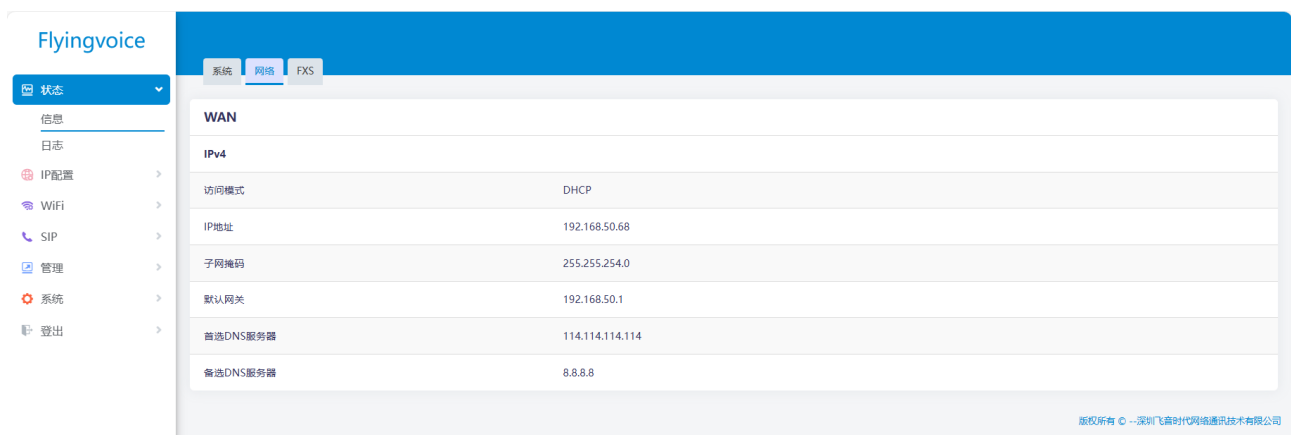 Flyingvoice
系统 网络 FXS
状态
信息
日志
IP配置
WiFi
SIP
管理
系统
登出
WAN
IPv4
访问模式 DHCP
IP地址 192.168.50.68
子网掩码 255.255.254.0
默认网关 192.168.50.1
首选DNS服务器 114.114.114.114
备选DNS服务器 8.8.8.8
版权所有 © --深圳飞音时代网络通讯技术有限公司